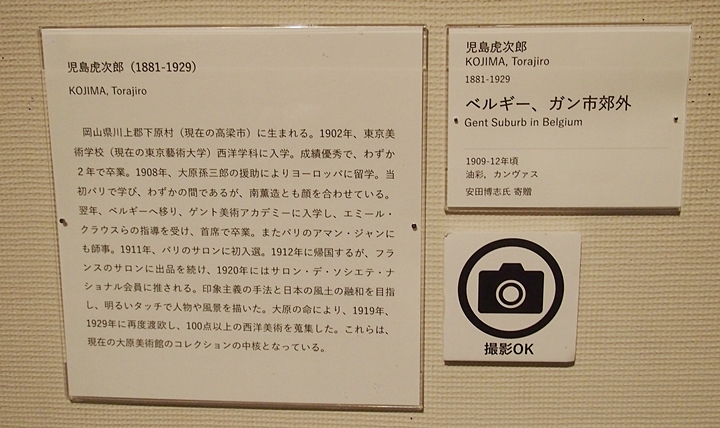 児島虎次郎（1881-1929）
KOJIMA, Torajiro
岡山県川上郡下原村（現在の高梁市）に生まれる。1902年、東京美
術学校（現在の東京藝術大学）西洋学科に入学。成績優秀で、わずか
２年で卒業。1908年、大原孫三郎の援助によりヨーロッパに留学。当
初パリで学び、わずかの間であるが、南薫造とも顔を合わせている。
翌年、ベルギーへ移り、ゲント美術アカデミーに入学し、エミール・
クラウスらの指導を受け、首席で卒業。またパリのアマン・ジャンに
も師事。1911年、パリのサロンに初入選。1912年に帰国するが、フラ
ンスのサロンに出品を続け、1920年にはサロン・デ・ソシエテ・ナ
ショナル会員に推される。印象主義の手法と日本の風土の融和を目指
し、明るいタッチで人物や風景を描いた。大原の命により、1919年、
1929年に再度渡欧し、100点以上の西洋美術を蒐集した。これらは、
現在の大原美術館のコレクションの中核となっている。
児島虎次郎
KOJIMA, Torajiro
1881-1929
ベルギー、ガン市郊外
Gent Suburb in Belgium
1909-12年頃
油彩，カンヴァス
安田博志氏 寄贈
撮影OK